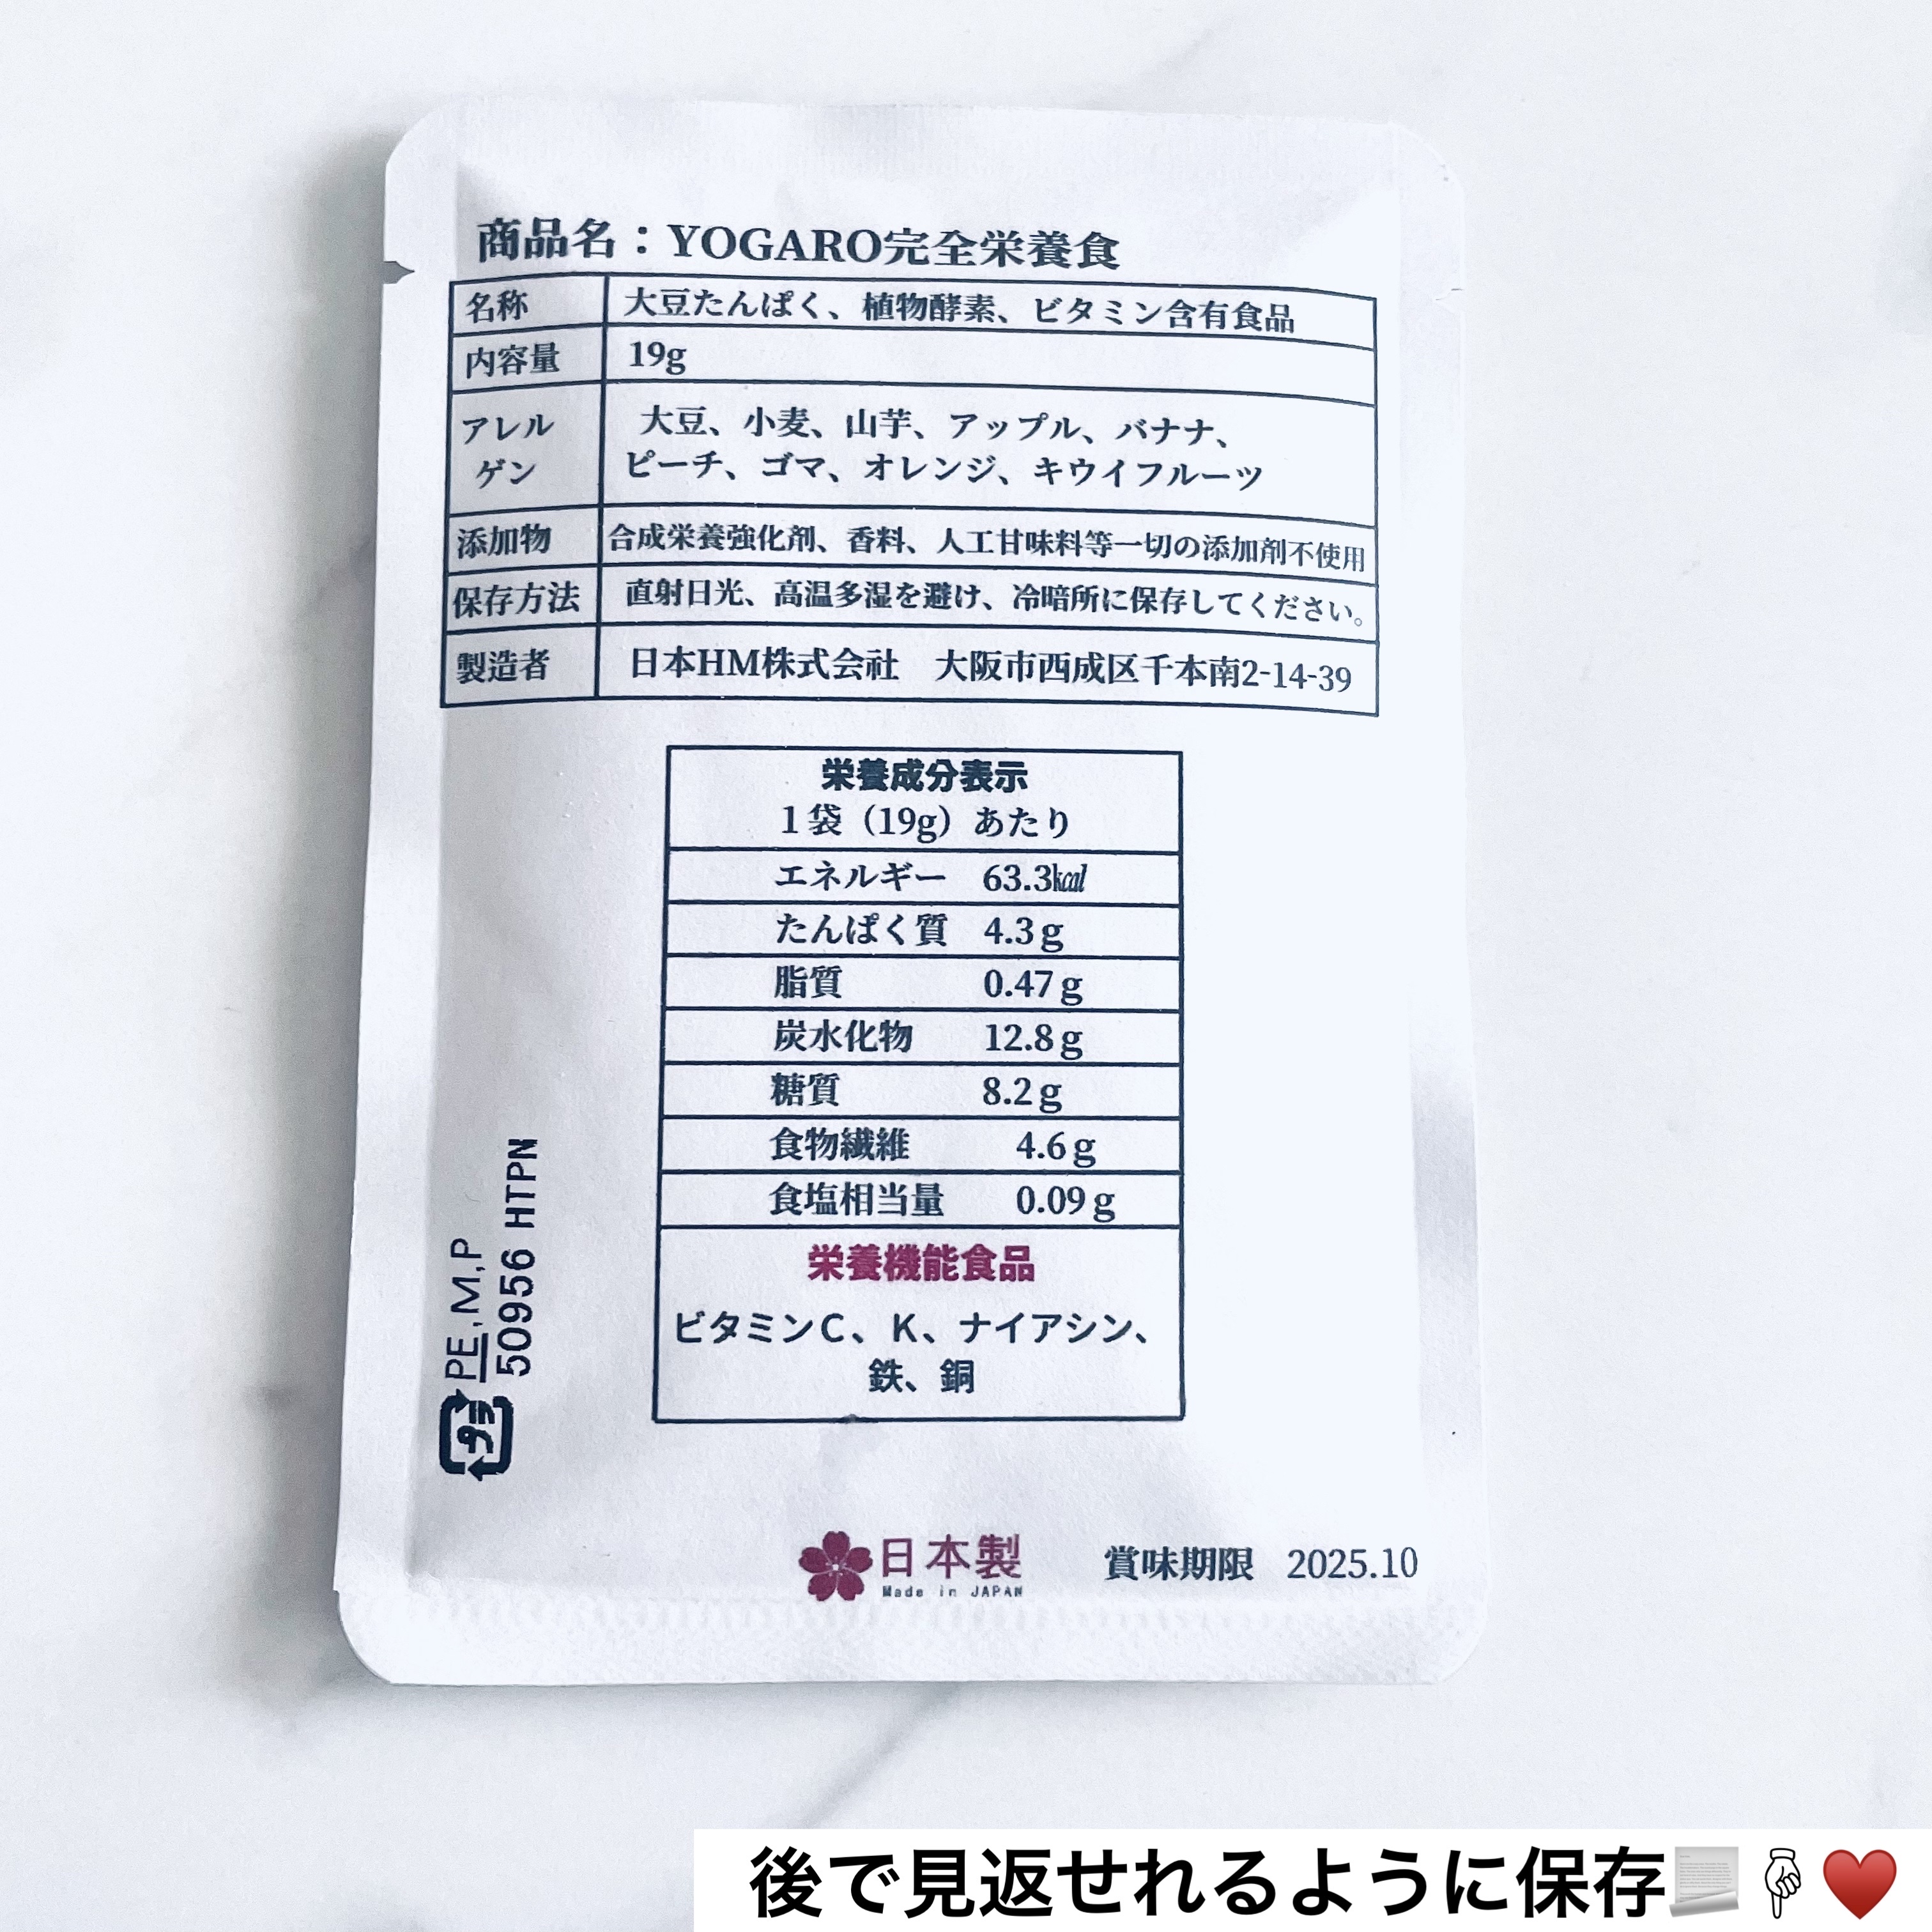 商品名：YOGARO完全栄養食
名称 大豆たんぱく、植物酵素、ビタミン含有食品
内容量 19g
アレルゲン 大豆、小麦、山芋、アップル、バナナ、
ピーチ、ゴマ、オレンジ、キウイフルーツ
添加物 合成栄養強化剤、香料、人工甘味料等一切の添加剤不使用
保存方法 直射日光、高温多湿を避け、冷暗所に保存してください。
製造者 日本HM株式会社 大阪市西成区千本南2-14-39
栄養成分表示
1袋（19g）あたり
エネルギー 63.3㎉
たんぱく質 4.3g
脂質 0.47g
炭水化物 12.8g
糖質 8.2g
食物繊維 4.6g
食塩相当量 0.09g
栄養機能食品
ビタミンC、K、ナイアシン、
鉄、銅
プラ
PE,M,P
50956 HTPN
日本製
Made in JAPAN
賞味期限 2025.10
後で見返せれるように保存📃👇♥️